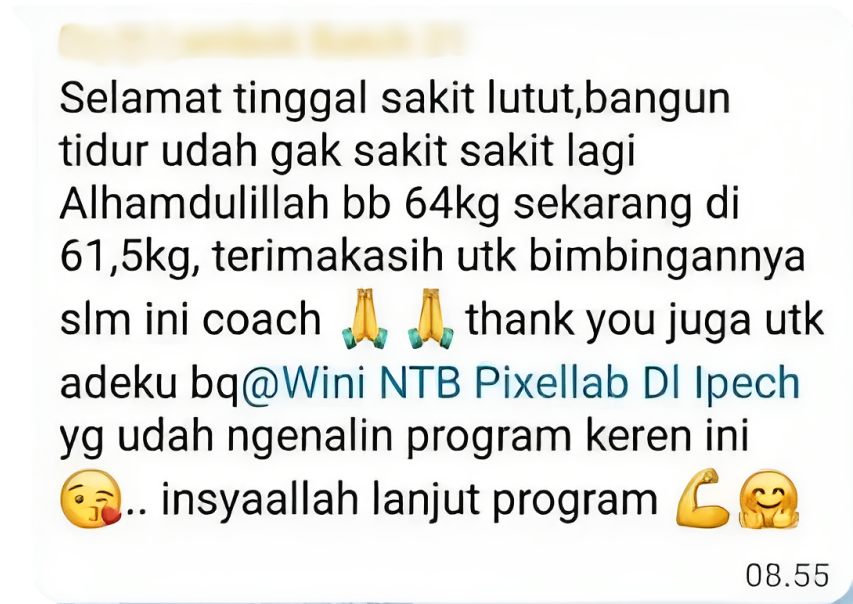 Selamat tinggal sakit lutut,bangun
tidur udah gak sakit sakit lagi
Alhamdulillah bb 64kg sekarang di
61,5kg, terimakasih utk bimbingannya
slm ini coach 🙏 🙏 thank you juga utk
adeku bq@Wini NTB Pixellab Dl Ipech
yg udah ngenalin program keren ini
😘.. insyaallah lanjut program 💪🤗
08.55